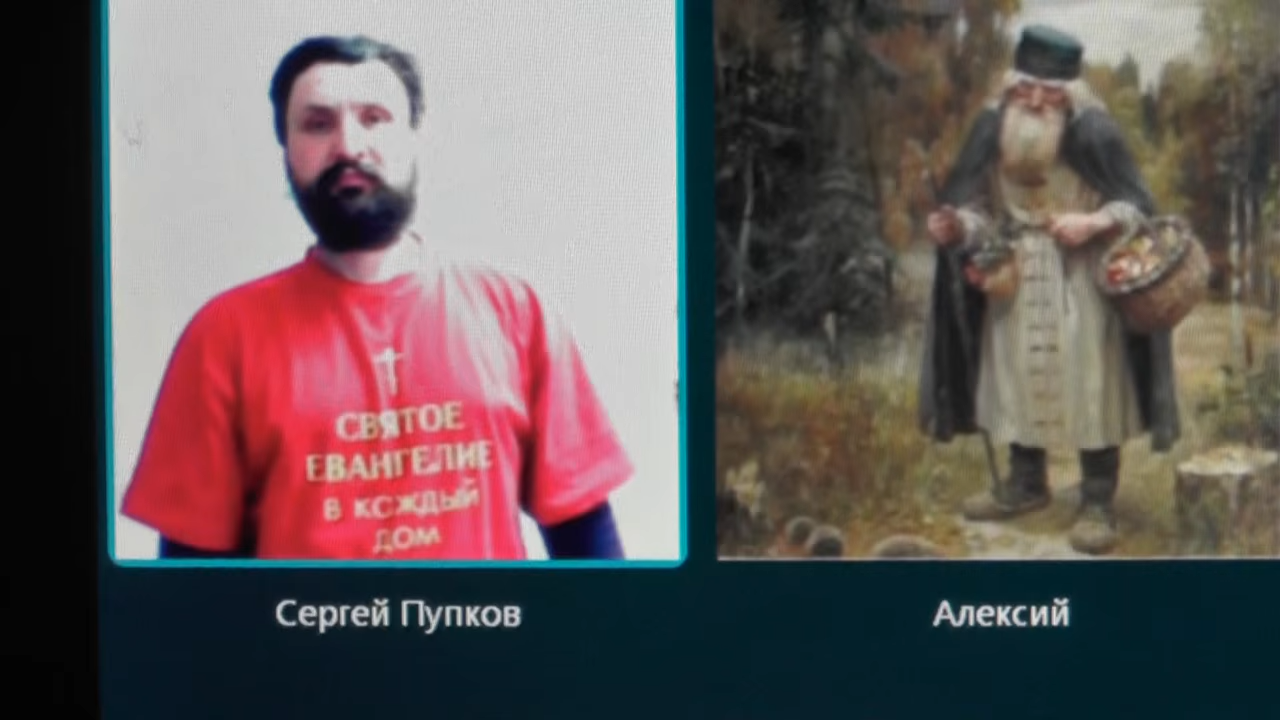 СВЯТОЕ
ЕВАНГЕЛИЕ
В КАЖДЫЙ
ДОМ
Сергей Пупков
Алексий